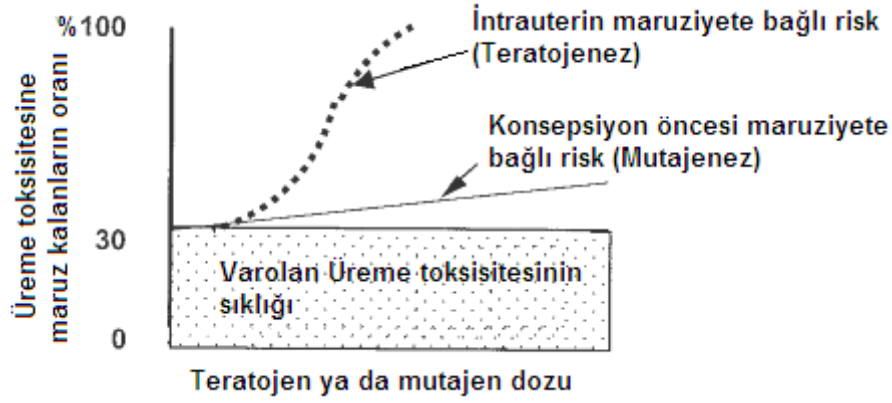 %100
İntrauterin maruziyete bağlı risk
(Teratojenez)
Üreme toksisitesine
maruz kalanların oranı
Konsepsiyon öncesi maruziyete
bağlı risk (Mutajenez)
30
Varolan Üreme toksisitesinin
sıklığı
0
Teratojen ya da mutajen dozu